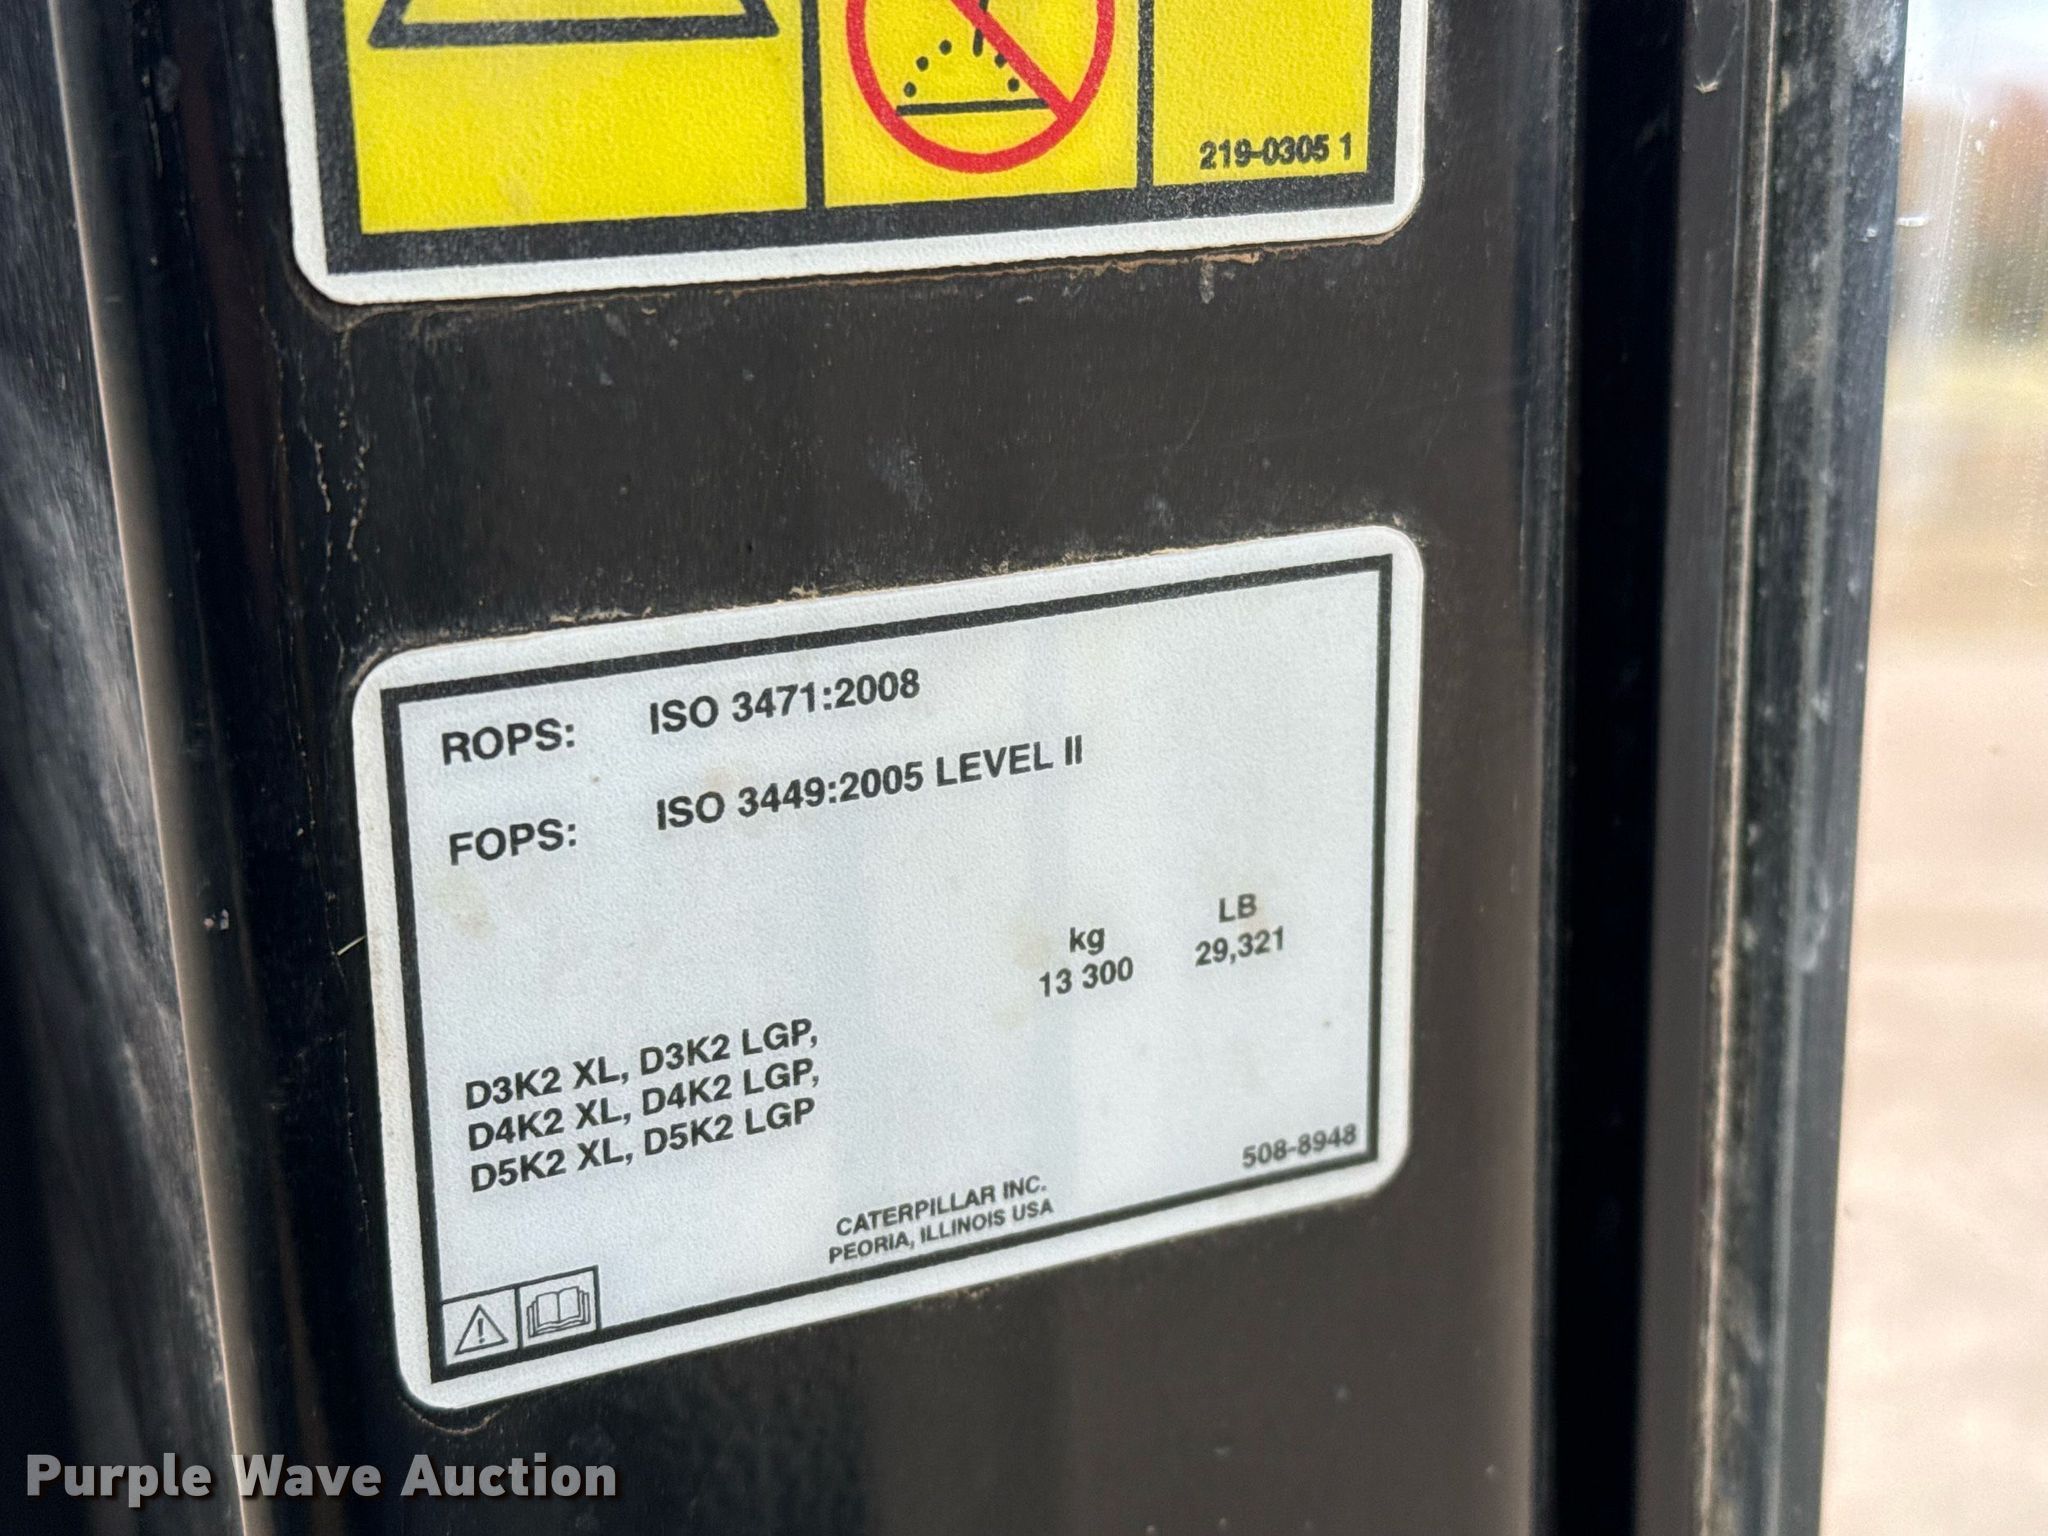 219-0305 1
ROPS: ISO 3471:2008
FOPS: ISO 3449:2005 LEVEL II
kg LB
13 300 29,321
D3K2 XL, D3K2 LGP,
D4K2 XL, D4K2 LGP,
D5K2 XL, D5K2 LGP
508-8948
CATERPILLAR INC.
PEORIA, ILLINOIS USA
Purple Wave Auction